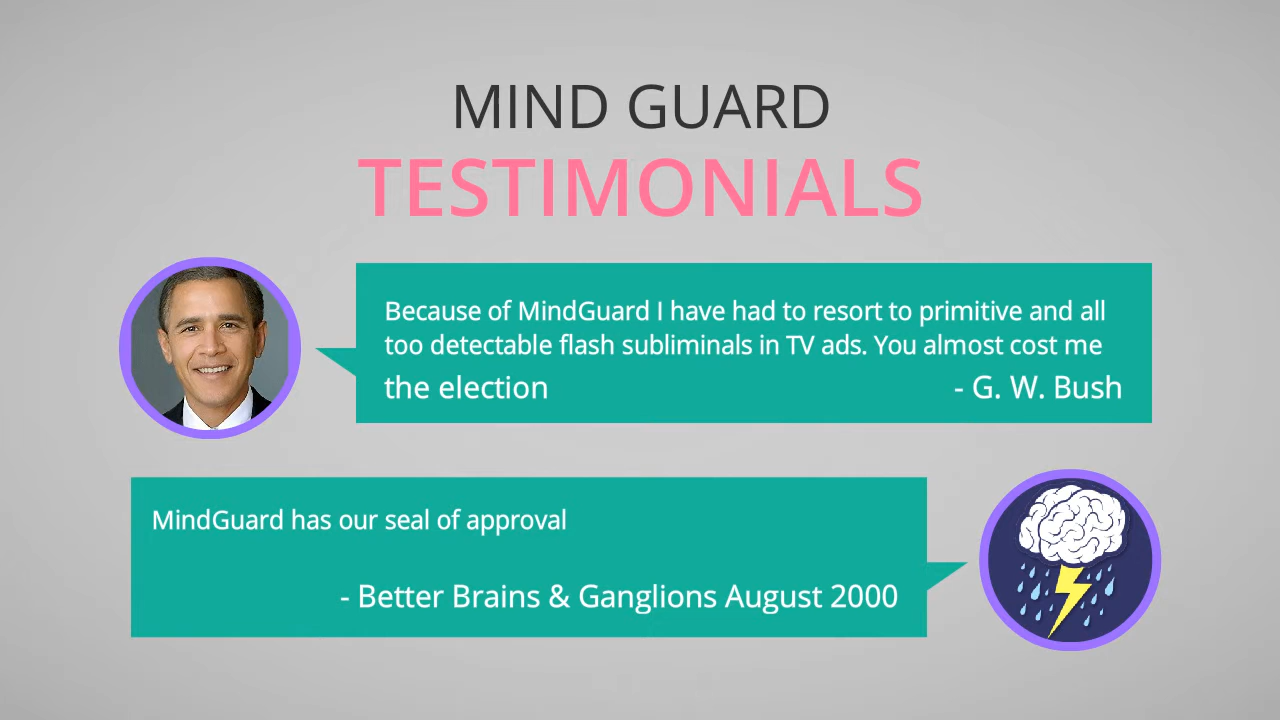 MIND GUARD
TESTIMONIALS
Because of MindGuard I have had to resort to primitive and all
too detectable flash subliminals in TV ads. You almost cost me
the election - G. W. Bush
MindGuard has our seal of approval
- Better Brains & Ganglions August 2000